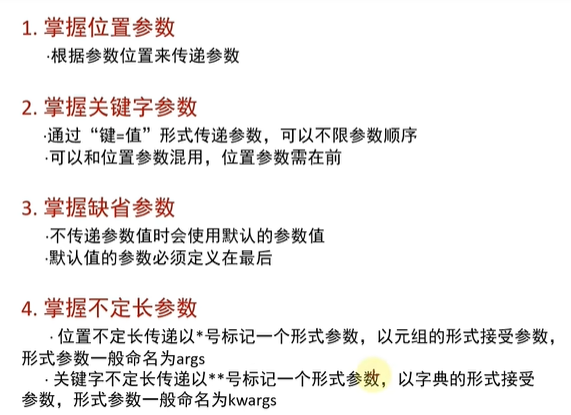 1. 掌握位置参数
·根据参数位置来传递参数
2. 掌握关键字参数
·通过“键=值”形式传递参数，可以不限参数顺序
·可以和位置参数混用，位置参数需在前
3. 掌握缺省参数
·不传递参数值时会使用默认的参数值
·默认值的参数必须定义在最后
4. 掌握不定长参数
·位置不定长传递以*号标记一个形式参数，以元组的形式接受参数，
形式参数一般命名为args
·关键字不定长传递以**号标记一个形式参数，以字典的形式接受
参数，形式参数一般命名为kwargs